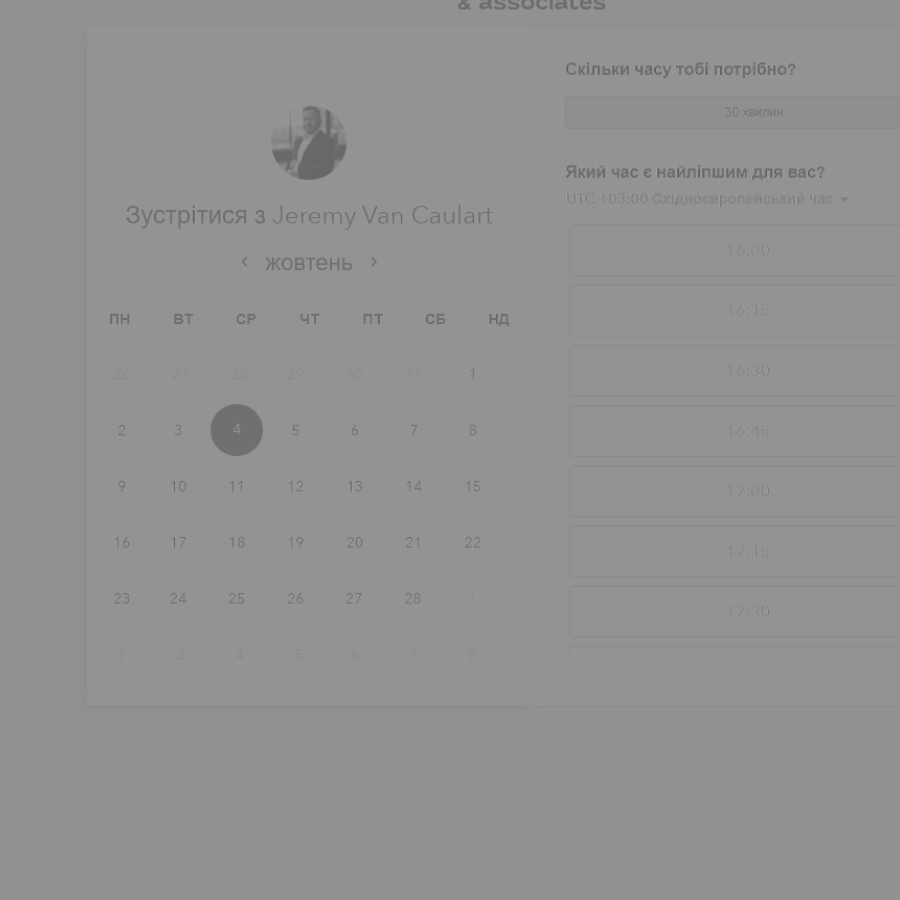 & associates
Зустрітися з Jeremy Van Caulart
жовтень
ПН ВТ СР ЧТ ПТ СБ НД
26 27 28 29 30 31 1
2 3 4 5 6 7 8
9 10 11 12 13 14 15
16 17 18 19 20 21 22
23 24 25 26 27 28 1
2 3 4 5 6 7 8
Скільки часу тобі потрібно?
30 хвилин
Який час є найліпшим для вас?
UTC +03:00 Східноєвропейський час
16:00
16:15
16:30
16:45
17:00
17:15
17:30